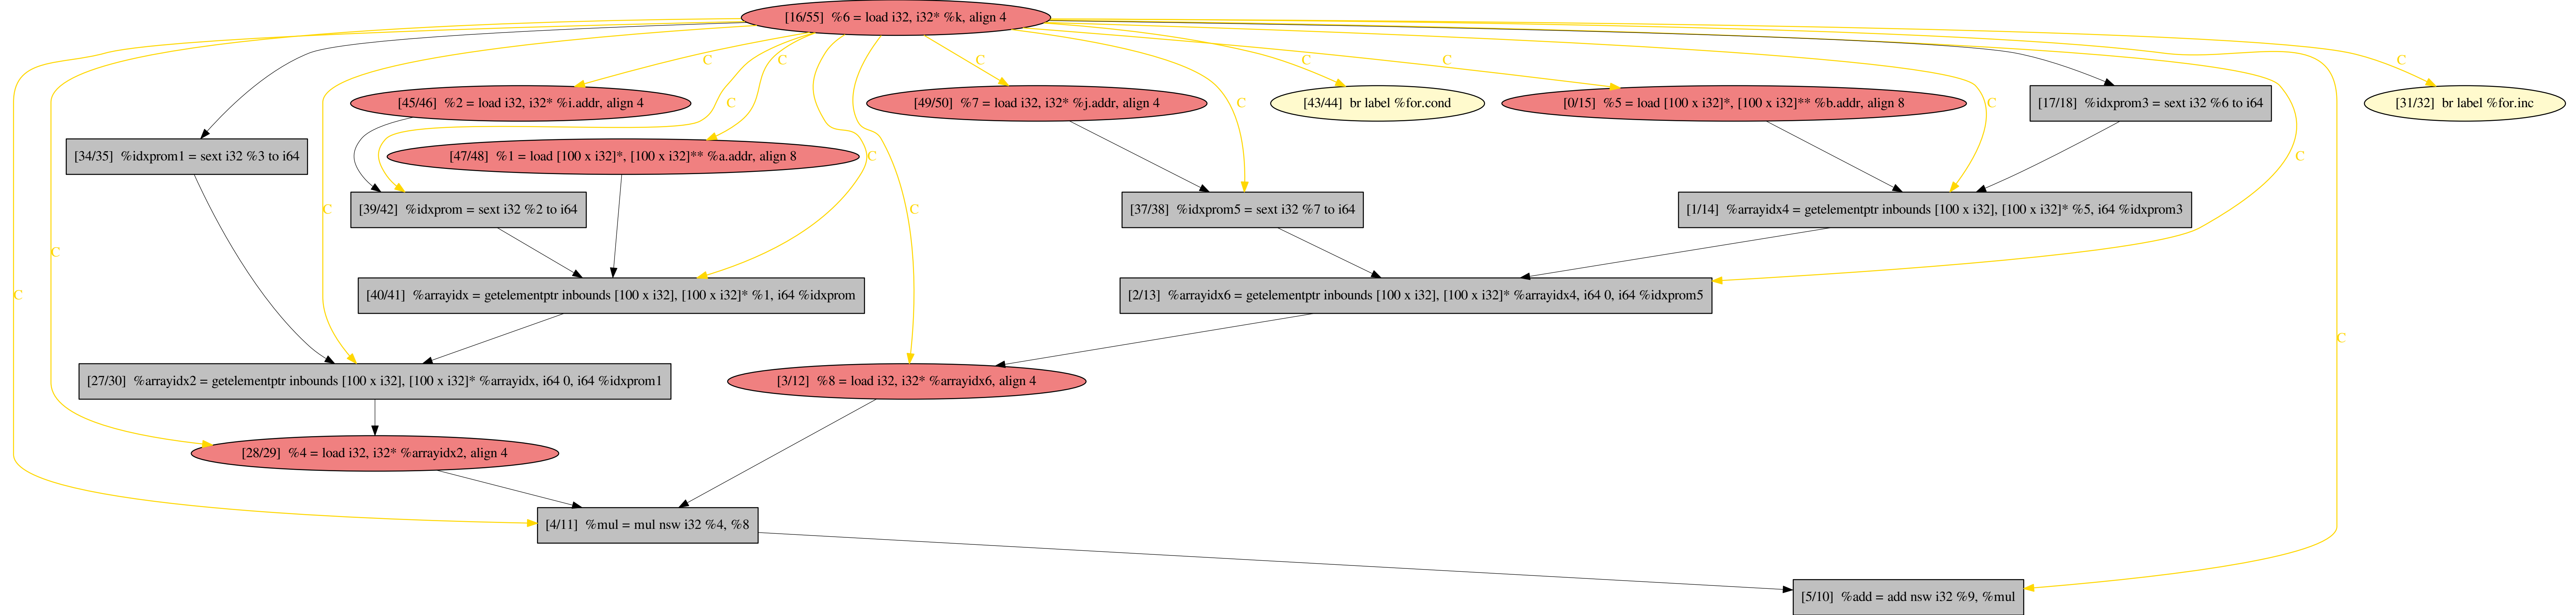 [16/55] %6 = load i32, i32* %k, align 4
C
C
C
C
C
[45/46] %2 = load i32, i32* %i.addr, align 4
[49/50] %7 = load i32, i32* %j.addr, align 4
[43/44] br label %for.cond
[0/15] %5 = load [100 x i32]*, [100 x i32]** %b.addr, align 8
[17/18] %idxprom3 = sext i32 %6 to i64
[31/32] br label %for.inc
C
C
C
C
[34/35] %idxprom1 = sext i32 %3 to i64
[47/48] %1 = load [100 x i32]*, [100 x i32]** %a.addr, align 8
C
C
[39/42] %idxprom = sext i32 %2 to i64
[37/38] %idxprom5 = sext i32 %7 to i64
[1/14] %arrayidx4 = getelementptr inbounds [100 x i32], [100 x i32]* %5, i64 %idxprom3
C
C
C
[40/41] %arrayidx = getelementptr inbounds [100 x i32], [100 x i32]* %1, i64 %idxprom
[2/13] %arrayidx6 = getelementptr inbounds [100 x i32], [100 x i32]* %arrayidx4, i64 0, i64 %idxprom5
C
C
[27/30] %arrayidx2 = getelementptr inbounds [100 x i32], [100 x i32]* %arrayidx, i64 0, i64 %idxprom1
[3/12] %8 = load i32, i32* %arrayidx6, align 4
[28/29] %4 = load i32, i32* %arrayidx2, align 4
[4/11] %mul = mul nsw i32 %4, %8
[5/10] %add = add nsw i32 %9, %mul